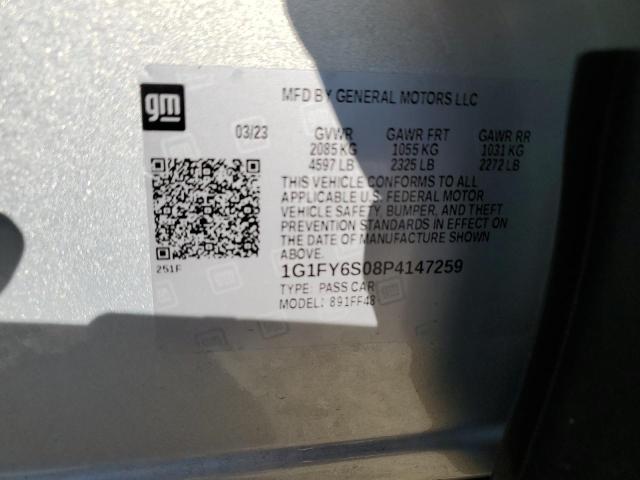 gm
MFD BY GENERAL MOTORS LLC
03/23 GVWR GAWR FRT GAWR RR
2085 KG 1055 KG 1031 KG
4597 LB 2325 LB 2272 LB
THIS VEHICLE CONFORMS TO ALL
APPLICABLE U.S. FEDERAL MOTOR
VEHICLE SAFETY, BUMPER, AND THEFT
PREVENTION STANDARDS IN EFFECT ON
THE DATE OF MANUFACTURE SHOWN
ABOVE.
251F
1G1FY6S08P4147259
TYPE: PASS CAR
MODEL: 891FF48